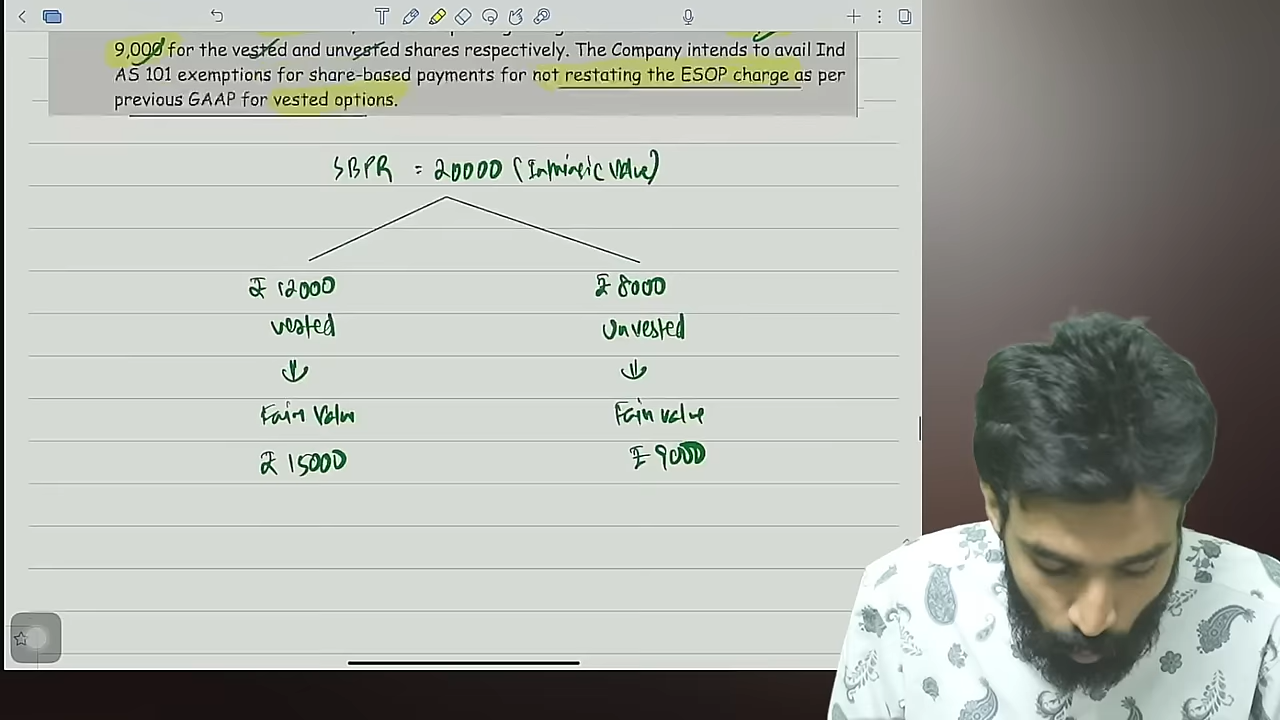 9,000 for the vested and unvested shares respectively. The Company intends to avail Ind
AS 101 exemptions for share-based payments for not restating the ESOP charge as per
previous GAAP for vested options.
SBPR = 20000 (Intrinsic Value)
₹ 12000 ₹ 8000
Vested Unvested
Fair Value Fair value
₹ 15000 ₹ 9000